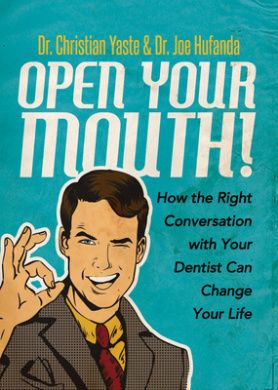 Dr. Christian Yaste & Dr. Joe Hufanda
OPEN YOUR
MOUTH!
How the Right
Conversation
with Your
Dentist Can
Change
Your Life